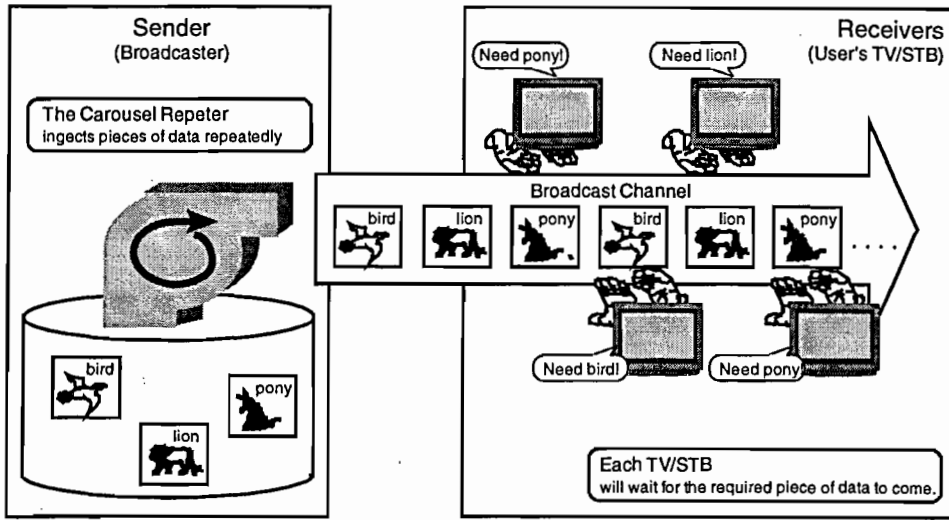 Sender
(Broadcaster)
The Carousel Repeter
ingects pieces of data repeatedly
bird
pony
lion
Receivers
(User's TV/STB)
Need pony!
Need lion!
Broadcast Channel
bird
lion
pony
bird
lion
pony
.....
Need bird!
Need pony
Each TV/STB
will wait for the required piece of data to come.